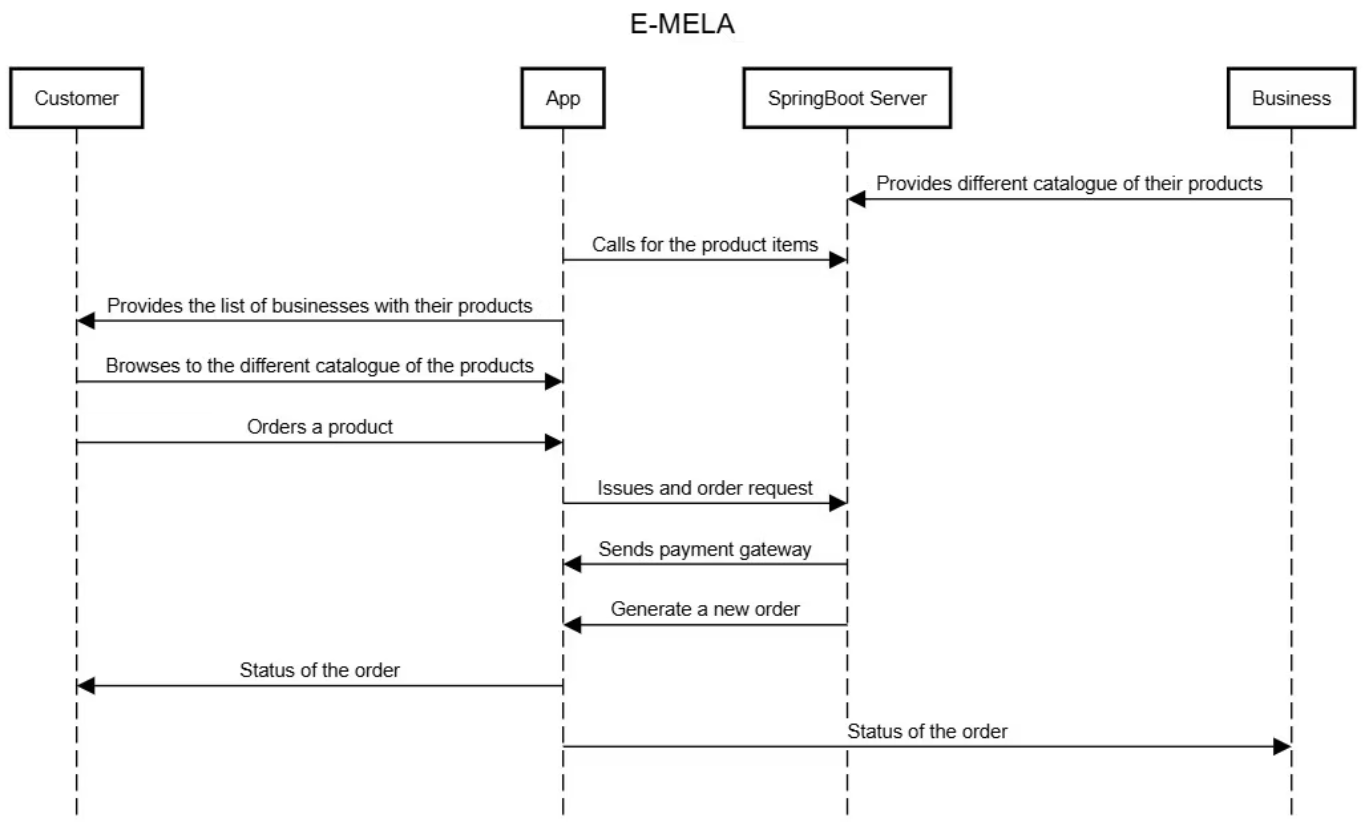 E-MELA
Customer
App
SpringBoot Server
Business
Provides different catalogue of their products
Calls for the product items
Provides the list of businesses with their products
Browses to the different catalogue of the products
Orders a product
Issues and order request
Sends payment gateway
Generate a new order
Status of the order
Status of the order